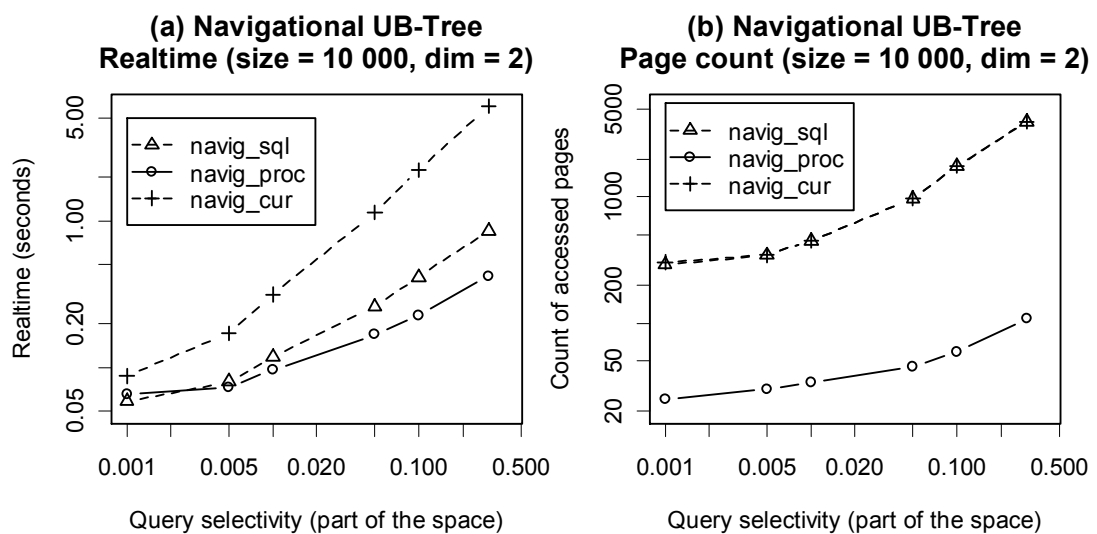 (a) Navigational UB-Tree
Realtime (size = 10 000, dim = 2)
Realtime (seconds)
5.00
1.00
0.20
0.05
navig_sql
navig_proc
navig_cur
0.001
0.005
0.020
0.100
0.500
Query selectivity (part of the space)
(b) Navigational UB-Tree
Page count (size = 10 000, dim = 2)
Count of accessed pages
5000
1000
200
50
20
navig_sql
navig_proc
navig_cur
0.001
0.005
0.020
0.100
0.500
Query selectivity (part of the space)